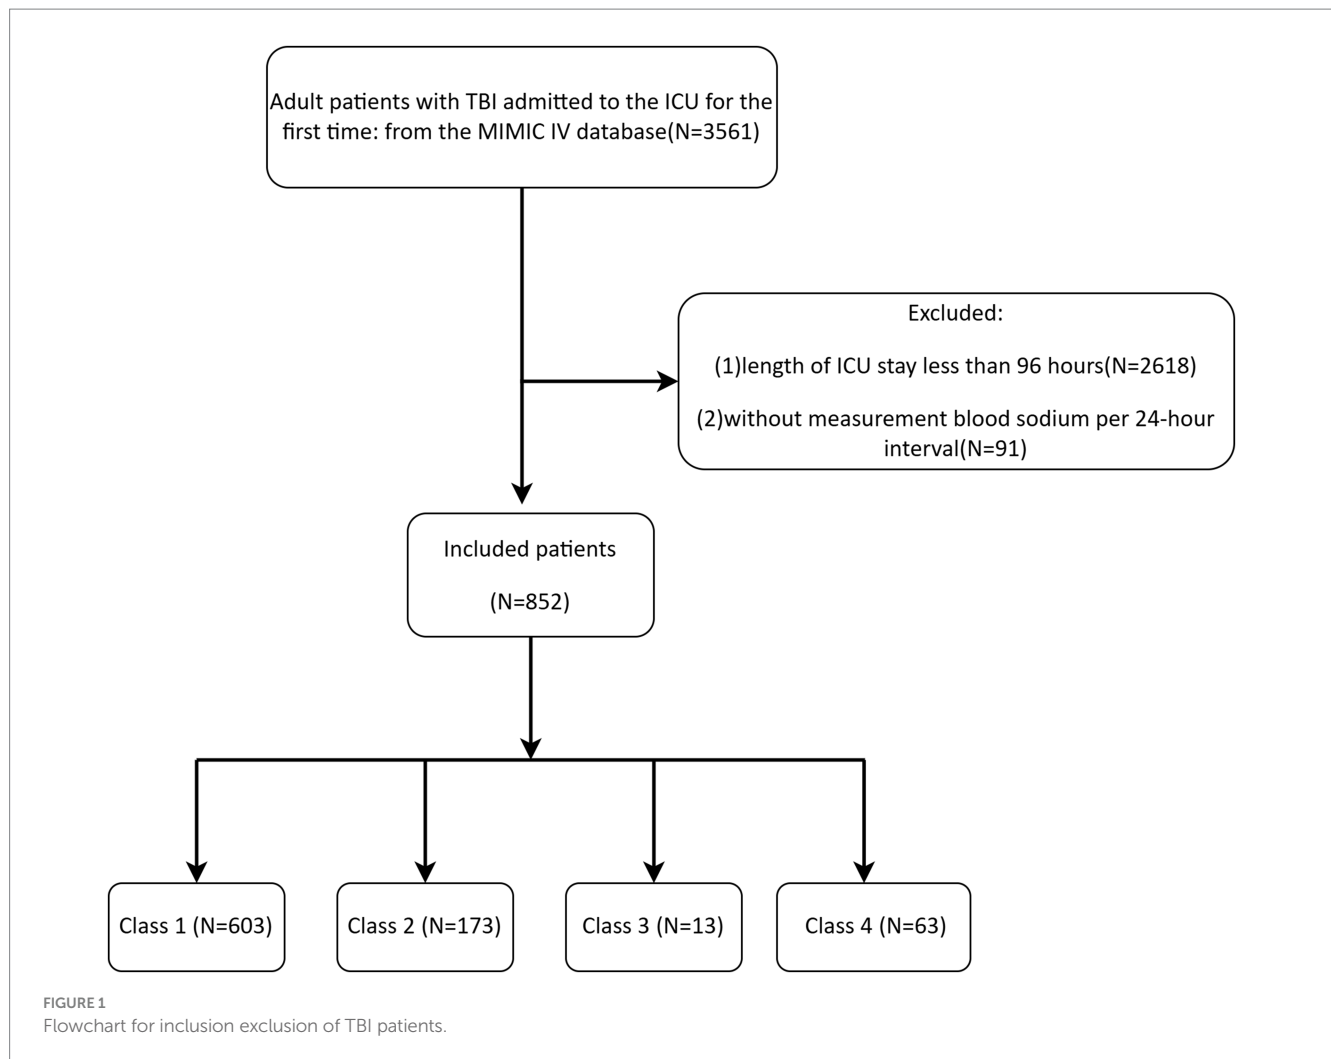 Adult patients with TBI admitted to the ICU for the
first time: from the MIMIC IV database(N=3561)
Excluded:
(1)length of ICU stay less than 96 hours(N=2618)
(2)without measurement blood sodium per 24-hour
interval(N=91)
Included patients
(N=852)
Class 1 (N=603)
Class 2 (N=173)
Class 3 (N=13)
Class 4 (N=63)
FIGURE 1
Flowchart for inclusion exclusion of TBI patients.